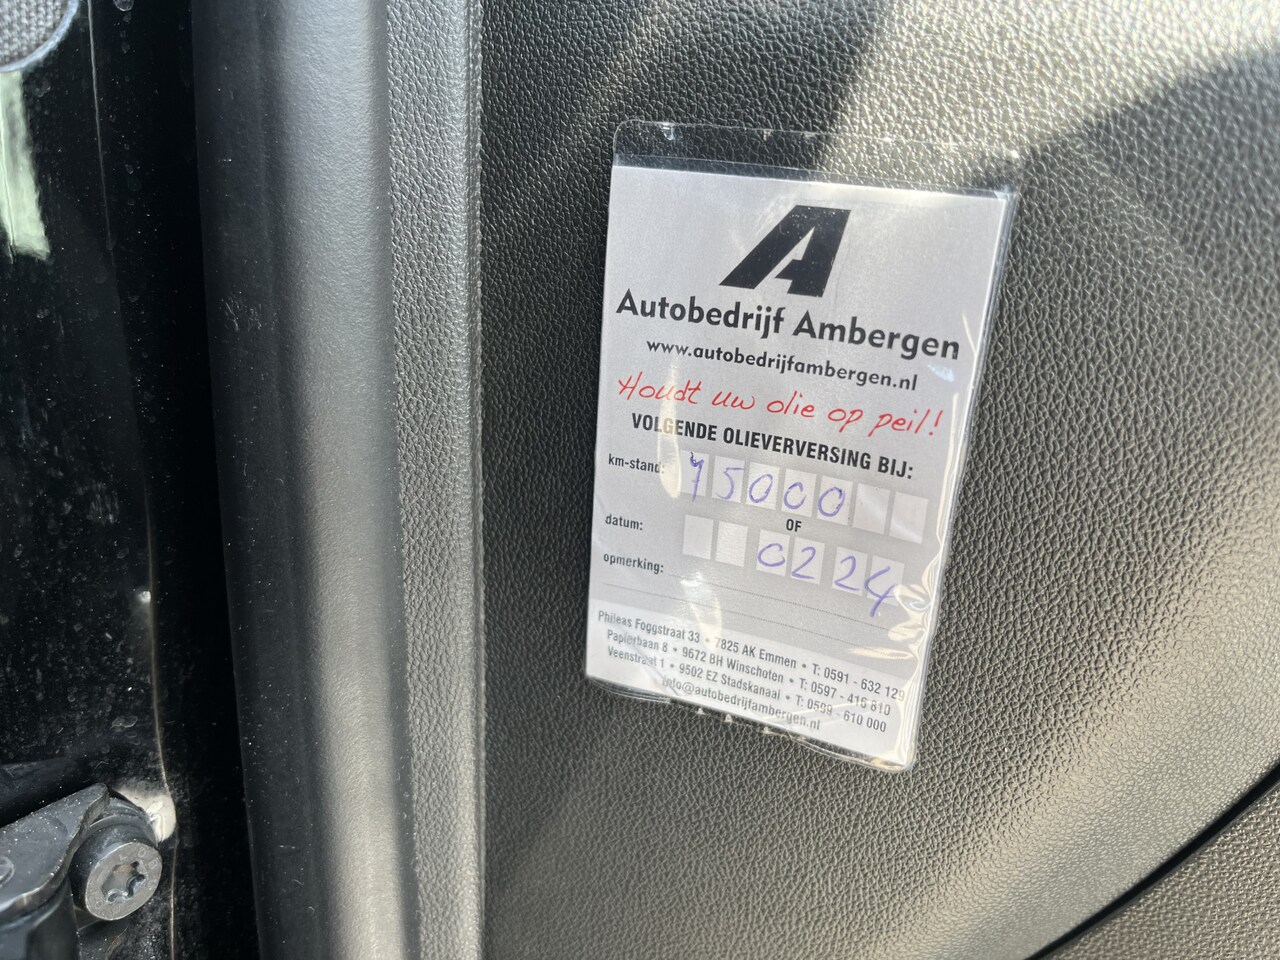 A
Autobedrijf Ambergen
www.autobedrijfambergen.nl
Houdt uw olie op peil!
VOLGENDE OLIEVERVERSING BIJ:
km-stand: 75000
OF
datum: 02 24
opmerking:
Phileas Foggstraat 33 • 7825 AK Emmen • T: 0591 - 632 129
Papierbaan 8 • 9672 BH Winschoten • T: 0597 - 416 810
Veenstraat 1 • 9502 EZ Stadskanaal • T: 0599 - 610 000
info@autobedrijfambergen.nl